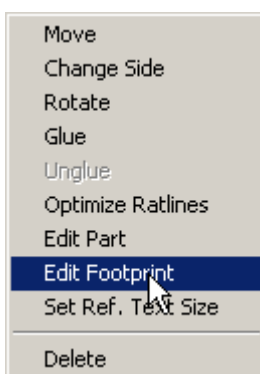 Move
Change Side
Rotate
Glue
Unglue
Optimize Ratlines
Edit Part
Edit Footprint
Set Ref. Text Size
Delete